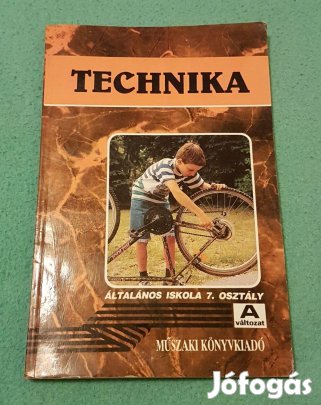 TECHNIKA
ÁLTALÁNOS ISKOLA 7. OSZTÁLY
A
változat
MŰSZAKI KÖNYVKIADÓ
Jófogás